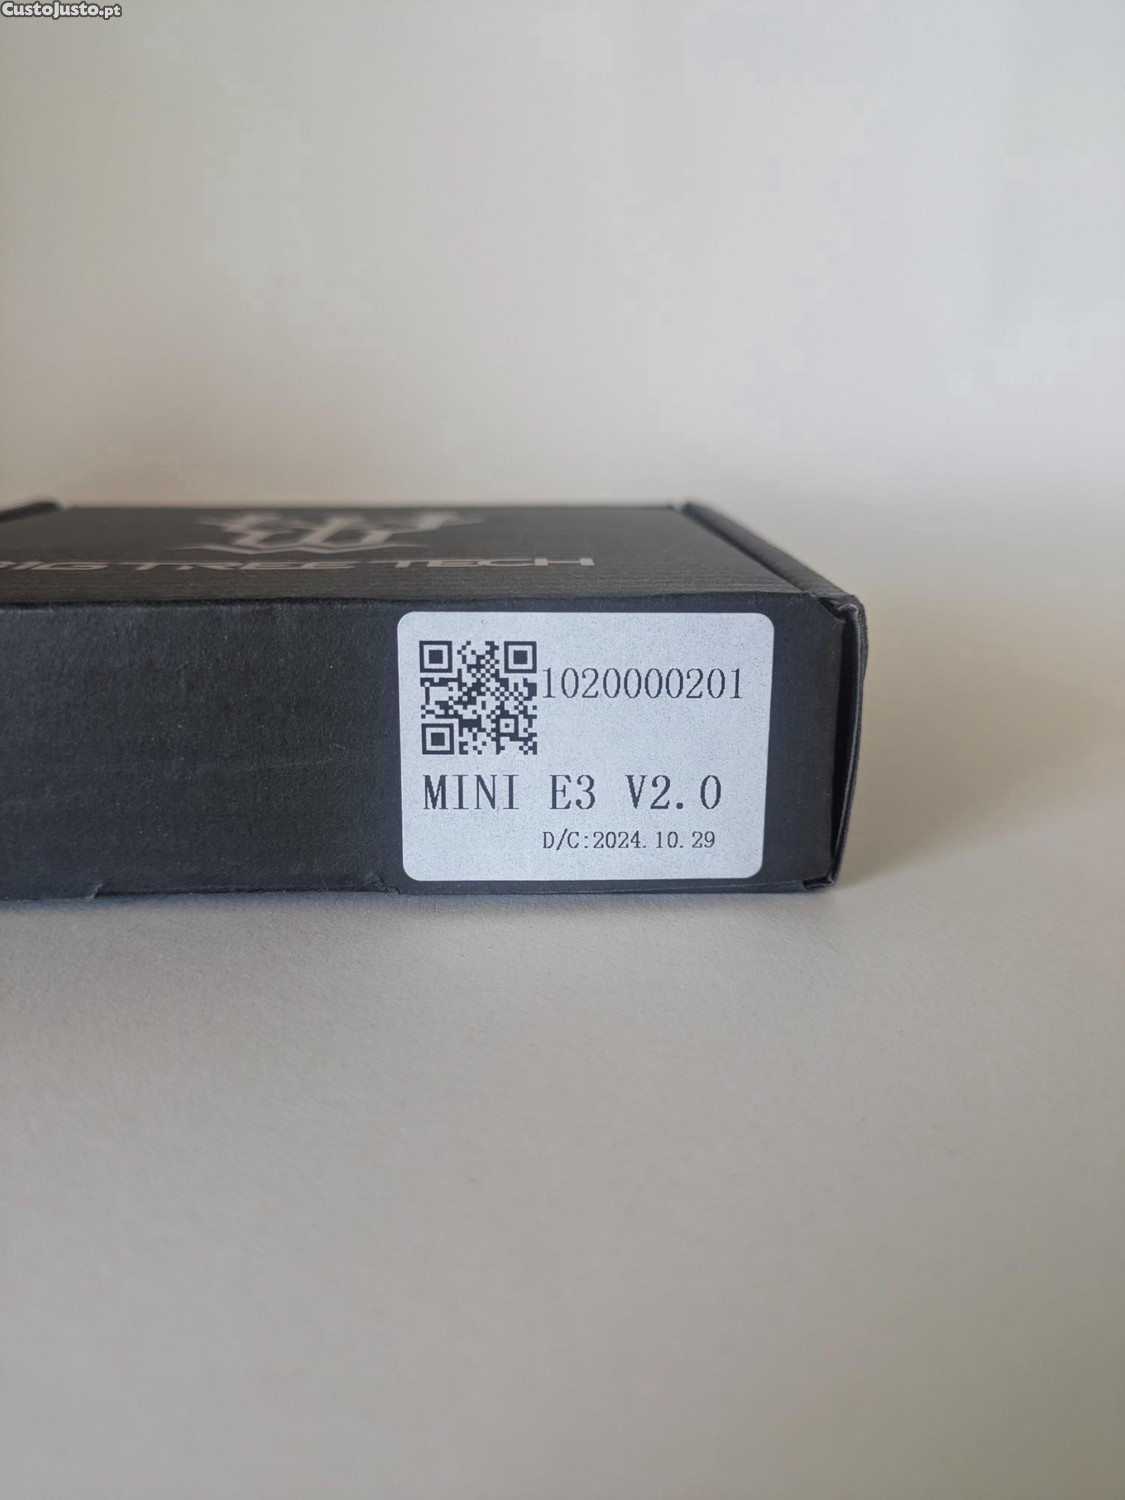 CustoJusto.pt
BIGTREETECH
1020000201
MINI E3 V2.0
D/C:2024.10.29